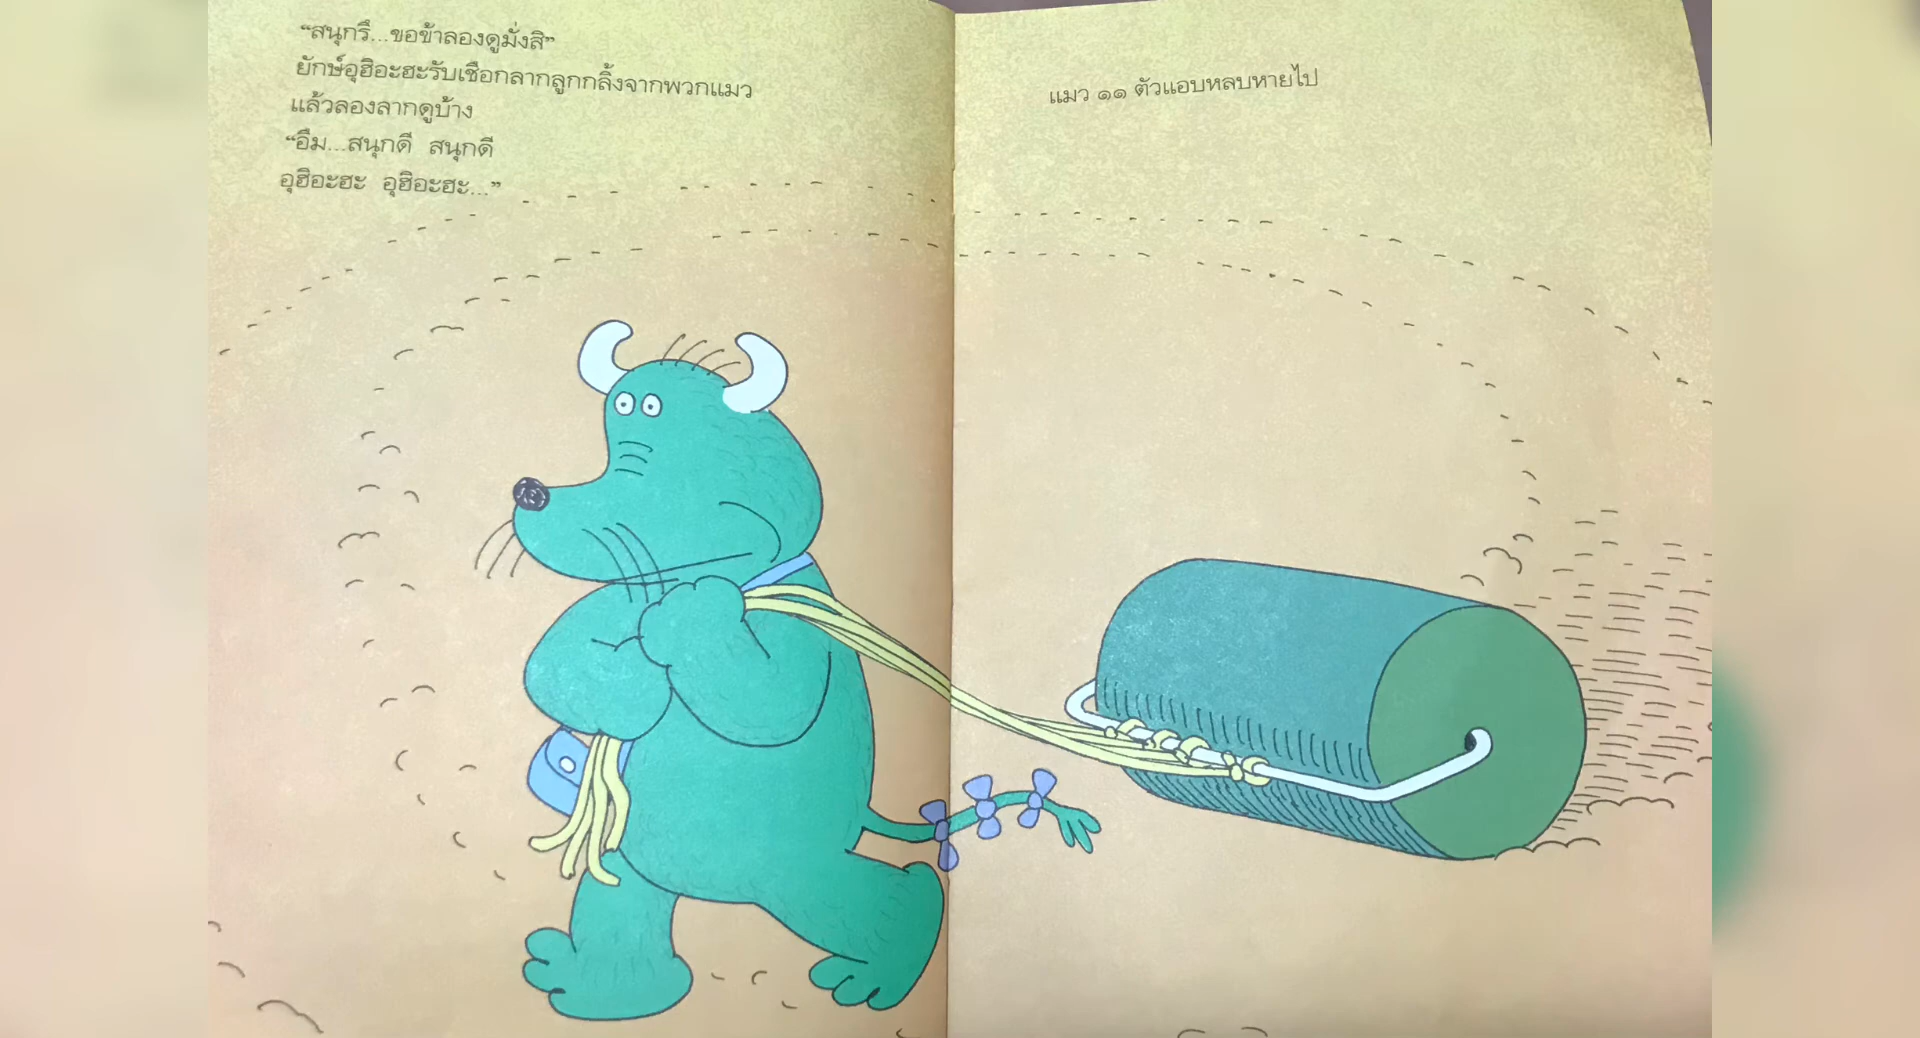 “สนุกรึ...ขอข้าลองดูมั่งสิ”
ยักษ์อุฮิอะฮะรับเชือกลากลูกกลิ้งจากพวกแมว
แล้วลองลากดูบ้าง
“อืม...สนุกดี สนุกดี
อุฮิอะฮะ อุฮิอะฮะ...”
แมว ๑๑ ตัวแอบหลบหายไป